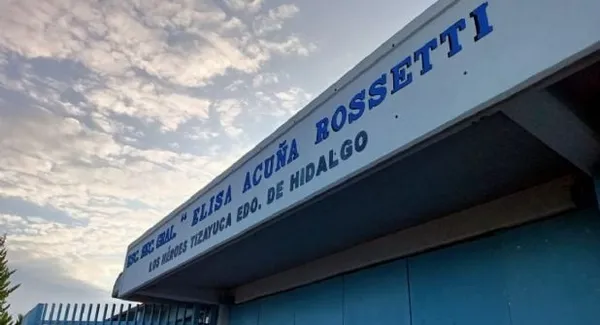 ESC. SEC. GRAL. "ELISA ACUÑA ROSSETTI
LOS HÉROES TIZAYUCA EDO. DE HIDALGO